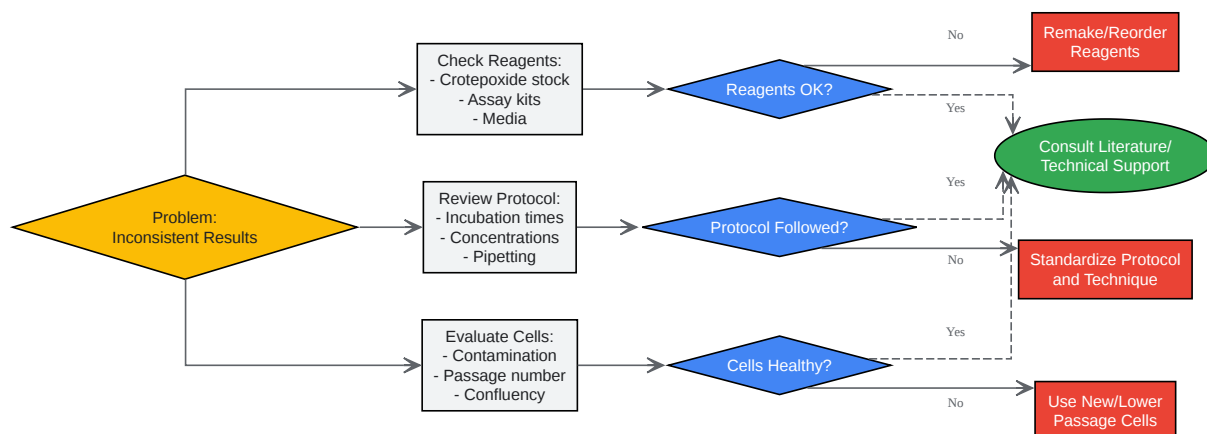 Problem:
Inconsistent Results
Check Reagents:
- Crotepoxide stock
- Assay kits
- Media
Reagents OK?
No
Remake/Reorder
Reagents
Yes
Consult Literature/
Technical Support
Review Protocol:
- Incubation times
- Concentrations
- Pipetting
Protocol Followed?
Yes
No
Standardize Protocol
and Technique
Evaluate Cells:
- Contamination
- Passage number
- Confluency
Cells Healthy?
Yes
No
Use New/Lower
Passage Cells